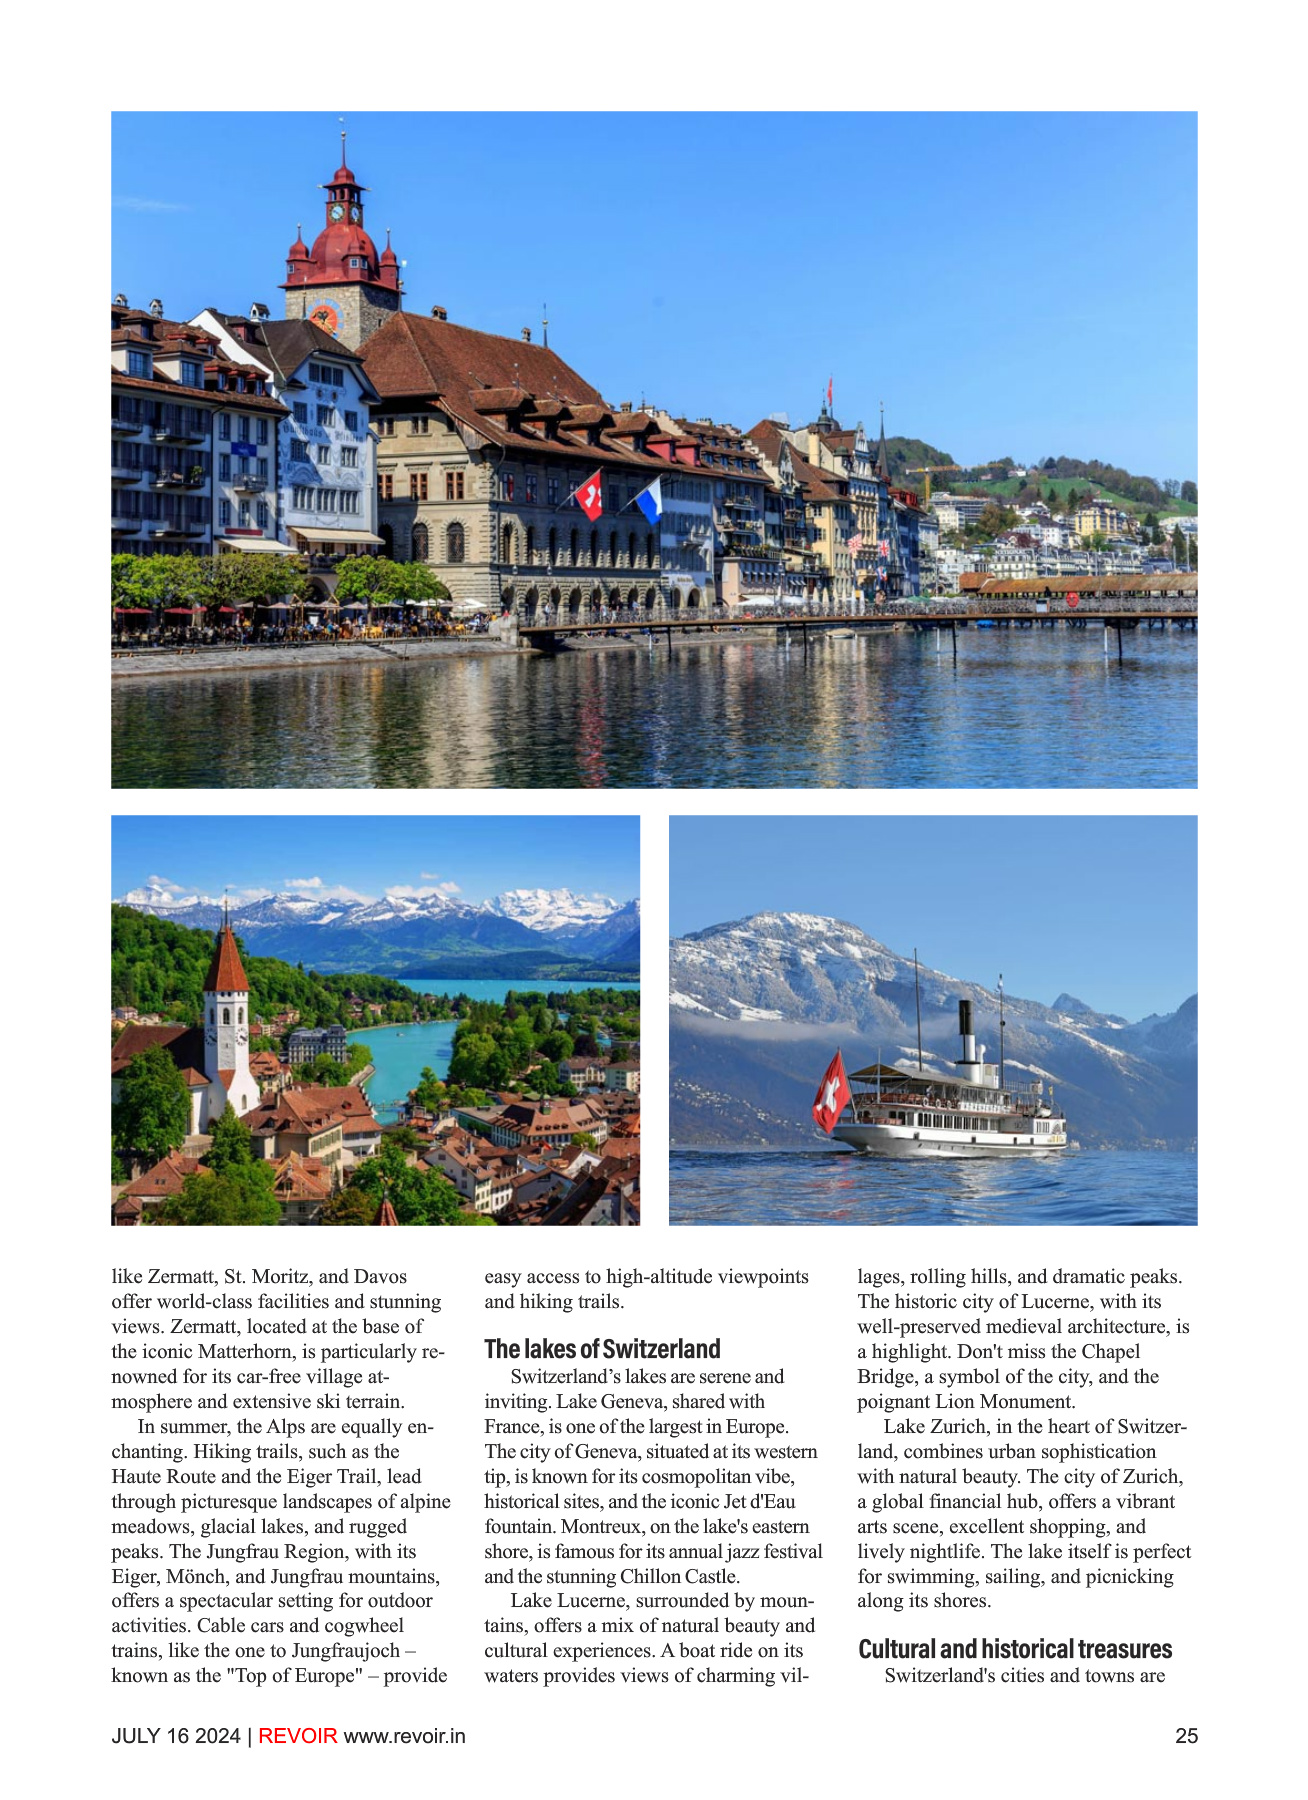 like Zermatt, St. Moritz, and Davos
offer world-class facilities and stunning
views. Zermatt, located at the base of
the iconic Matterhorn, is particularly re-
nowned for its car-free village at-
mosphere and extensive ski terrain.
In summer, the Alps are equally en-
chanting. Hiking trails, such as the
Haute Route and the Eiger Trail, lead
through picturesque landscapes of alpine
meadows, glacial lakes, and rugged
peaks. The Jungfrau Region, with its
Eiger, Mönch, and Jungfrau mountains,
offers a spectacular setting for outdoor
activities. Cable cars and cogwheel
trains, like the one to Jungfraujoch –
known as the "Top of Europe" – provide
easy access to high-altitude viewpoints
and hiking trails.
The lakes of Switzerland
Switzerland’s lakes are serene and
inviting. Lake Geneva, shared with
France, is one of the largest in Europe.
The city of Geneva, situated at its western
tip, is known for its cosmopolitan vibe,
historical sites, and the iconic Jet d'Eau
fountain. Montreux, on the lake's eastern
shore, is famous for its annual jazz festival
and the stunning Chillon Castle.
Lake Lucerne, surrounded by moun-
tains, offers a mix of natural beauty and
cultural experiences. A boat ride on its
waters provides views of charming vil-
lages, rolling hills, and dramatic peaks.
The historic city of Lucerne, with its
well-preserved medieval architecture, is
a highlight. Don't miss the Chapel
Bridge, a symbol of the city, and the
poignant Lion Monument.
Lake Zurich, in the heart of Switzer-
land, combines urban sophistication
with natural beauty. The city of Zurich,
a global financial hub, offers a vibrant
arts scene, excellent shopping, and
lively nightlife. The lake itself is perfect
for swimming, sailing, and picnicking
along its shores.
Cultural and historical treasures
Switzerland's cities and towns are
JULY 16 2024 | REVOIR www.revoir.in
25